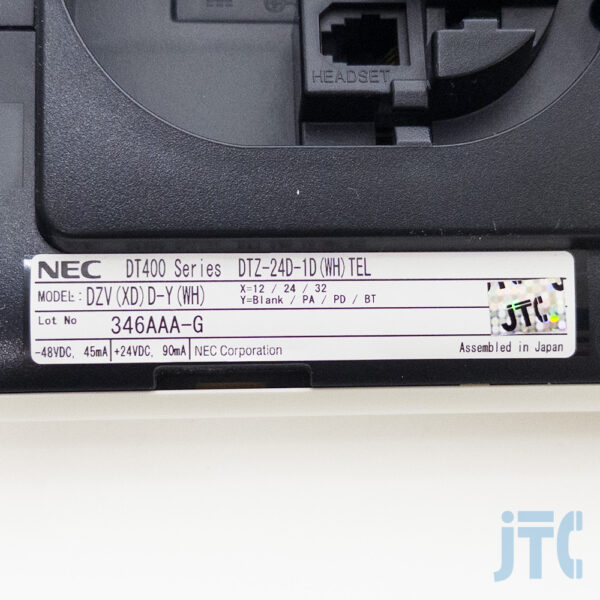 HEADSET
NEC DT400 Series DTZ-24D-1D(WH)TEL
MODEL: DZV(XD)D-Y(WH) X=12 / 24 / 32
Y=Blank / PA / PD / BT
Lot No 346AAA-G
JTC
-48VDC, 45mA +24VDC, 90mA NEC Corporation Assembled in Japan
JTC